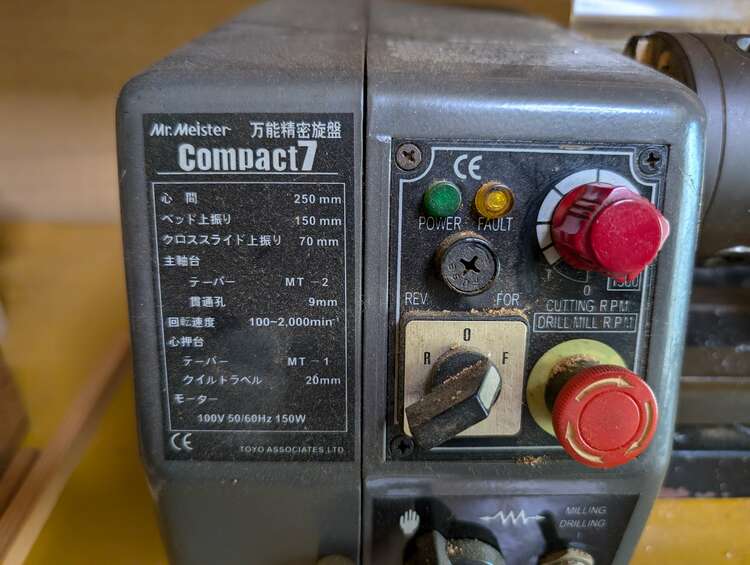 Mr.Meister 万能精密旋盤
Compact7
心間 250 mm
ベッド上振り 150 mm
クロススライド上振り 70 mm
主軸台
テーパー MT－2
貫通孔 9mm
回転速度 100~2,000min⁻¹
心押台
テーパー MT－1
クイルトラベル 20mm
モーター
100V 50/60Hz 150W
CE TOYO ASSOCIATES.LTD
CE
POWER FAULT
REV. .FOR
O
R F
0
CUTTING R.P.M
DRILL MILL R.P.M
MILLING
DRILLING